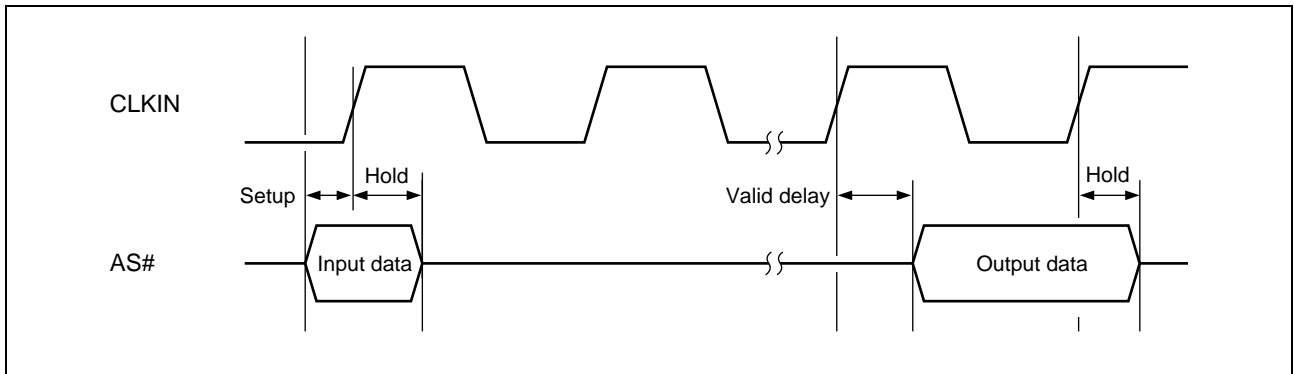 CLKIN
Setup
Hold
Valid delay
Hold
AS#
Input data
Output data